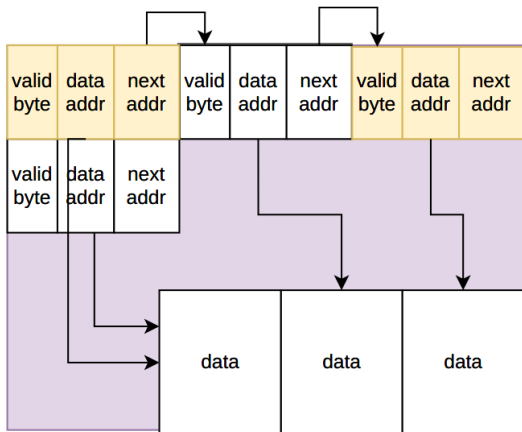 valid data next valid data next valid data next
byte addr addr byte addr addr byte addr addr
valid data next
byte addr addr
data data data